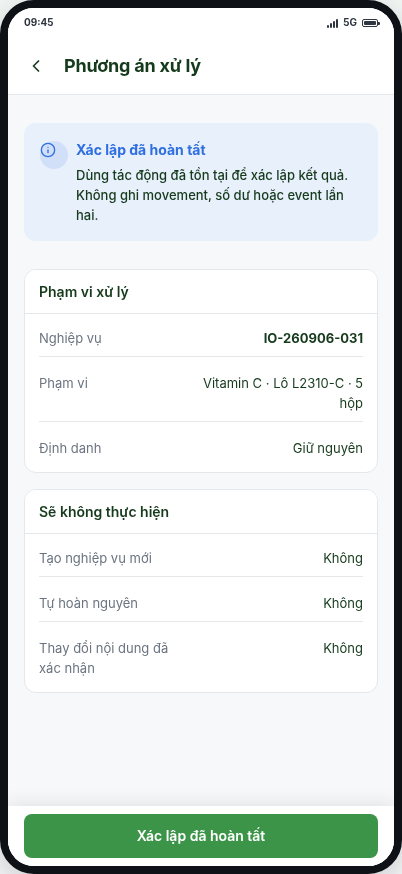 09:45
5G
Phương án xử lý
Xác lập đã hoàn tất
Dùng tác động đã tồn tại để xác lập kết quả.
Không ghi movement, số dư hoặc event lần
hai.
Phạm vi xử lý
Nghiệp vụ
IO-260906-031
Phạm vi
Vitamin C · Lô L2310-C · 5
hộp
Định danh
Giữ nguyên
Sẽ không thực hiện
Tạo nghiệp vụ mới
Không
Tự hoàn nguyên
Không
Thay đổi nội dung đã
xác nhận
Không
Xác lập đã hoàn tất